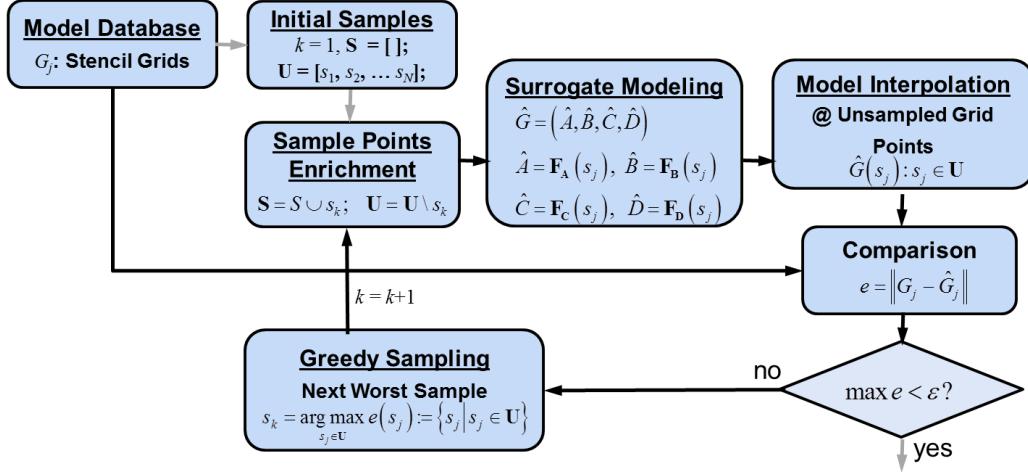 Model Database
G_j: Stencil Grids
Initial Samples
k = 1, S = [ ];
U = [s_1, s_2, … s_N];
Sample Points
Enrichment
S = S ∪ s_k; U = U \ s_k
Surrogate Modeling
Ĝ = (Â, B̂, Ĉ, D̂)
Â = F_A(s_j), B̂ = F_B(s_j)
Ĉ = F_C(s_j), D̂ = F_D(s_j)
Model Interpolation
@ Unsampled Grid
Points
Ĝ(s_j) : s_j ∈ U
Comparison
e = ‖G_j − Ĝ_j‖
max e < ε?
no
yes
Greedy Sampling
Next Worst Sample
s_k = arg max e(s_j) := {s_j | s_j ∈ U}
s_j∈U
k = k+1